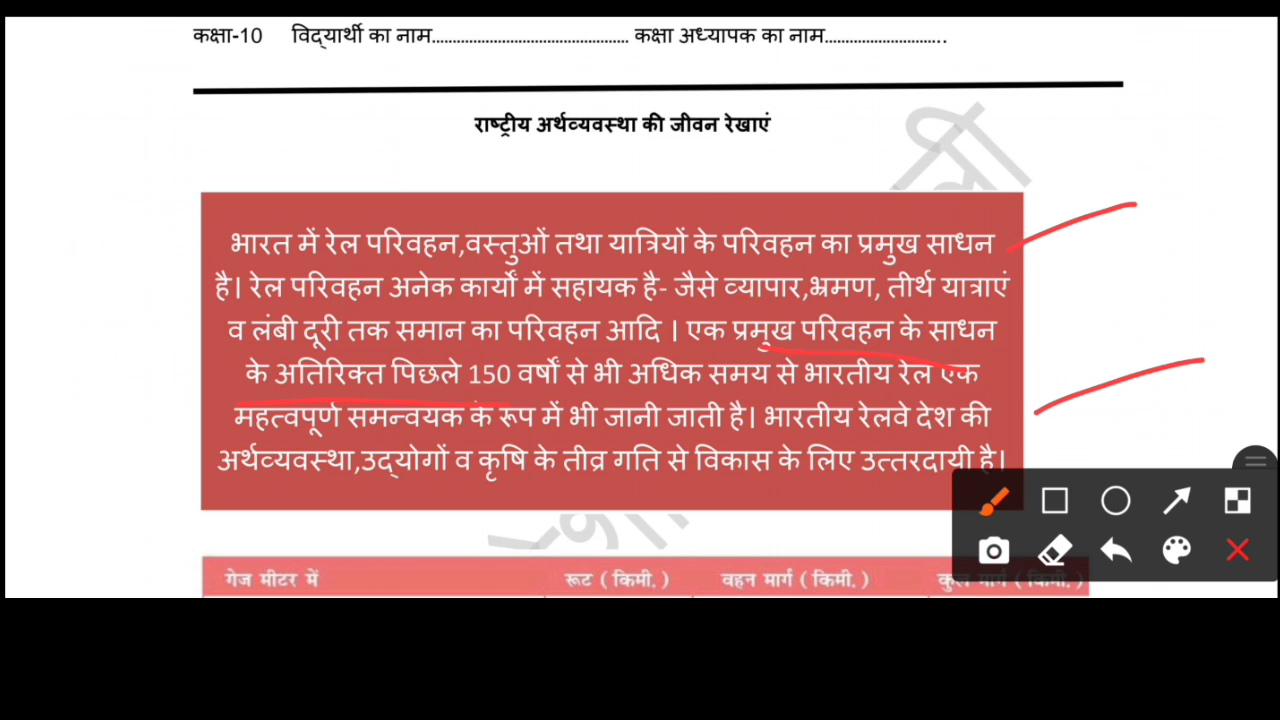 कक्षा-10 विद्यार्थी का नाम................................................ कक्षा अध्यापक का नाम.............................
राष्ट्रीय अर्थव्यवस्था की जीवन रेखाएं
भारत में रेल परिवहन,वस्तुओं तथा यात्रियों के परिवहन का प्रमुख साधन
है। रेल परिवहन अनेक कार्यों में सहायक है- जैसे व्यापार,भ्रमण, तीर्थ यात्राएं
व लंबी दूरी तक समान का परिवहन आदि । एक प्रमुख परिवहन के साधन
के अतिरिक्त पिछले 150 वर्षों से भी अधिक समय से भारतीय रेल एक
महत्वपूर्ण समन्वयक के रूप में भी जानी जाती है। भारतीय रेलवे देश की
अर्थव्यवस्था,उद्योगों व कृषि के तीव्र गति से विकास के लिए उत्तरदायी है।
गेज मीटर में रूट (किमी.) वहन मार्ग (किमी.) कुल मार्ग (किमी.)